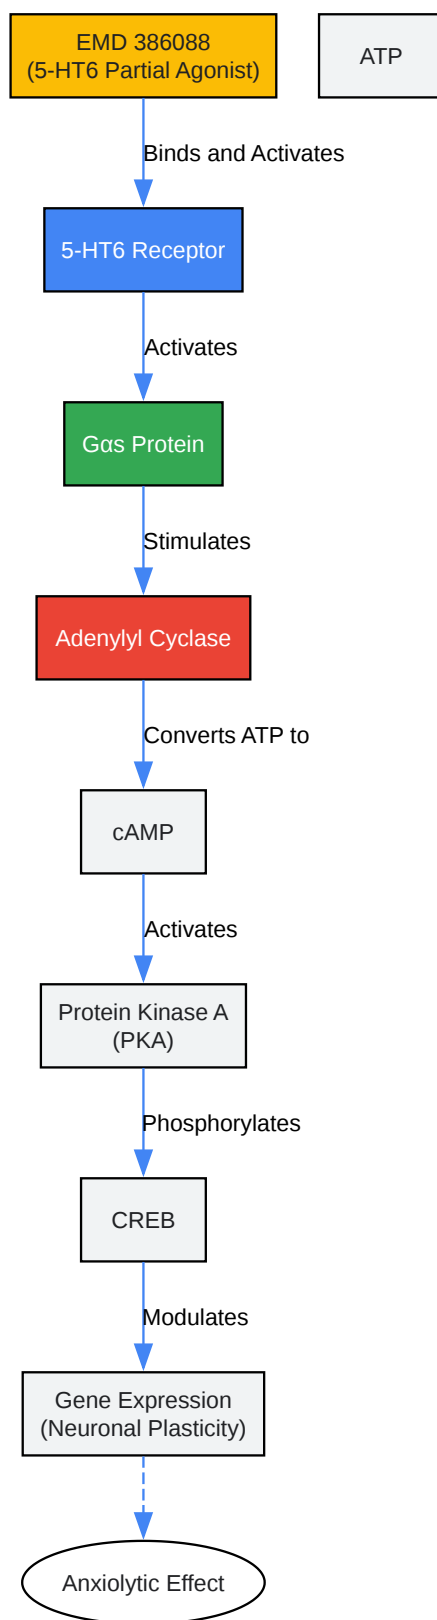 EMD 386088
(5-HT6 Partial Agonist)
ATP
Binds and Activates
5-HT6 Receptor
Activates
Gαs Protein
Stimulates
Adenylyl Cyclase
Converts ATP to
cAMP
Activates
Protein Kinase A
(PKA)
Phosphorylates
CREB
Modulates
Gene Expression
(Neuronal Plasticity)
Anxiolytic Effect